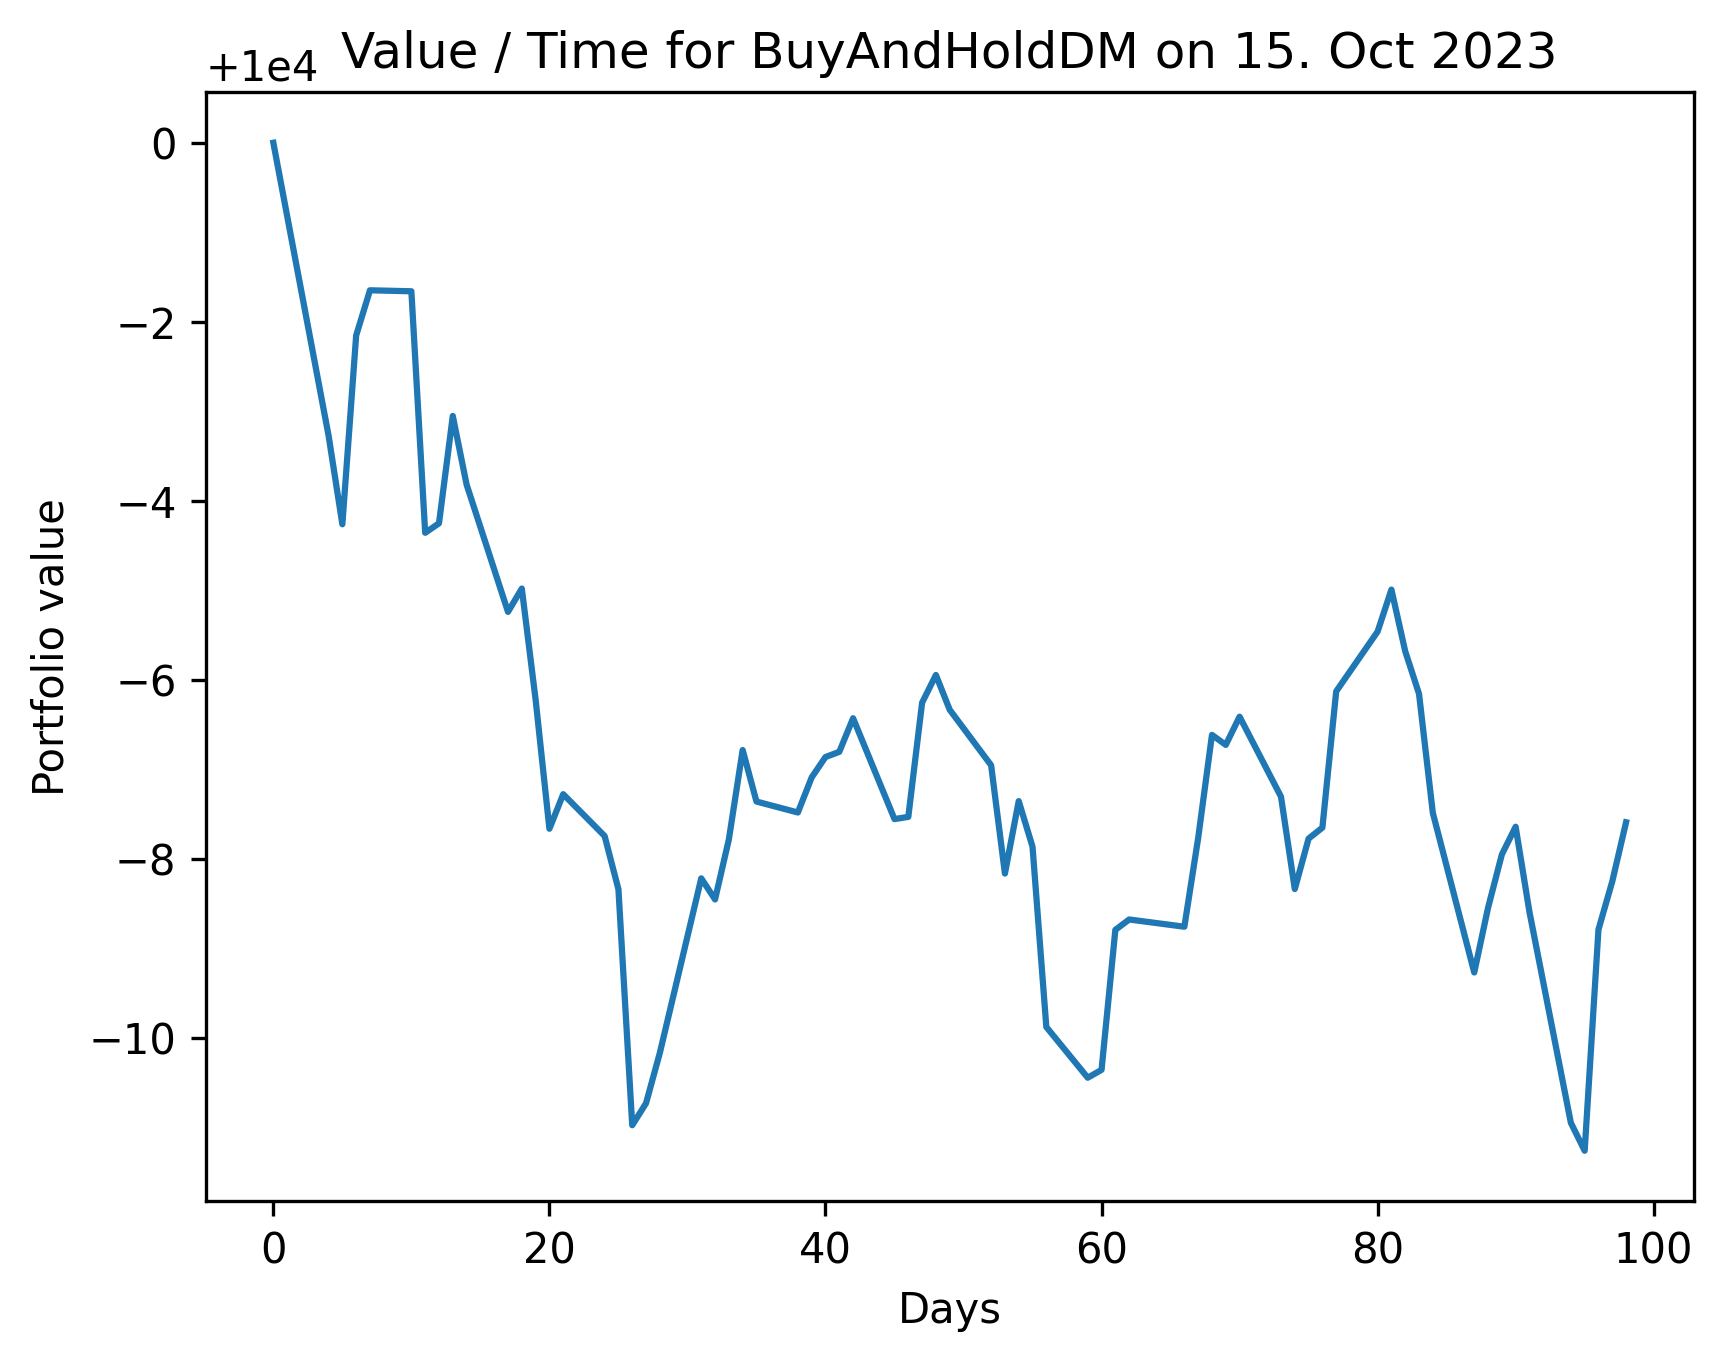 Value / Time for BuyAndHoldDM on 15. Oct 2023
+1e4
0
−2
−4
−6
−8
−10
Portfolio value
0 20 40 60 80 100
Days